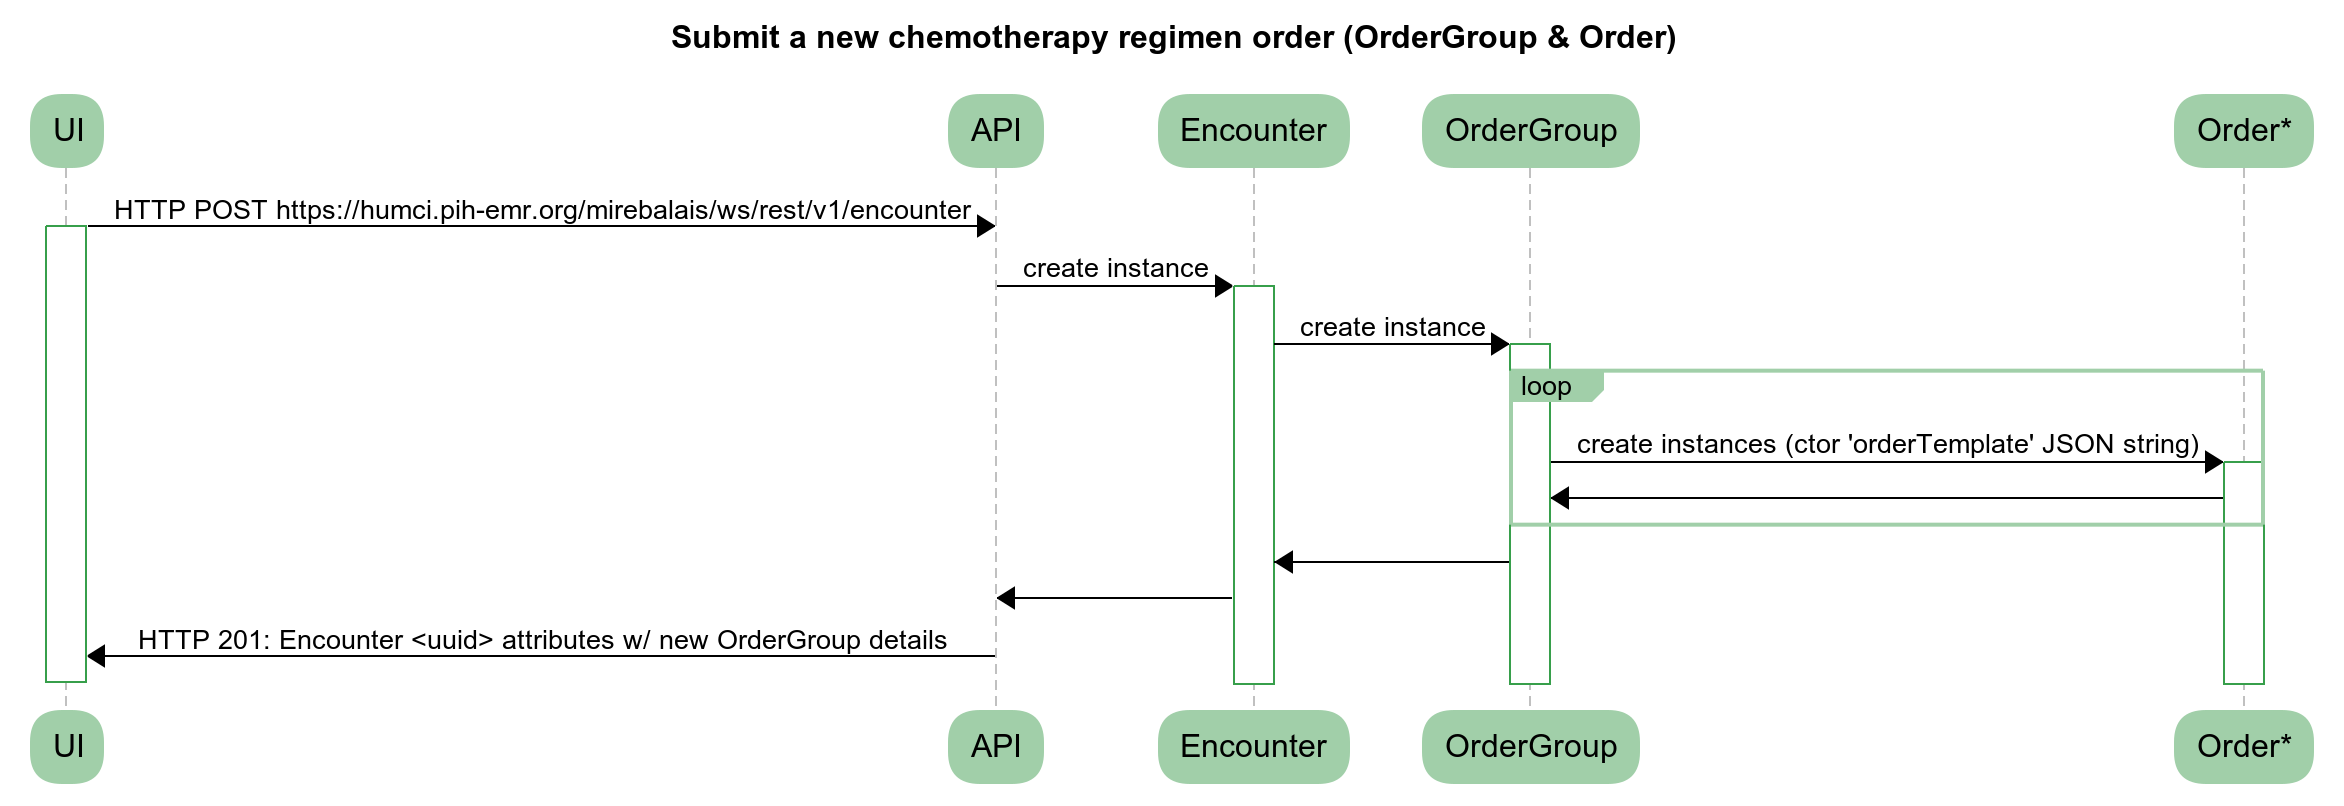 Submit a new chemotherapy regimen order (OrderGroup & Order)
UI
API
Encounter
OrderGroup
Order*
HTTP POST https://humci.pih-emr.org/mirebalais/ws/rest/v1/encounter
create instance
create instance
loop
create instances (ctor 'orderTemplate' JSON string)
HTTP 201: Encounter <uuid> attributes w/ new OrderGroup details
UI
API
Encounter
OrderGroup
Order*